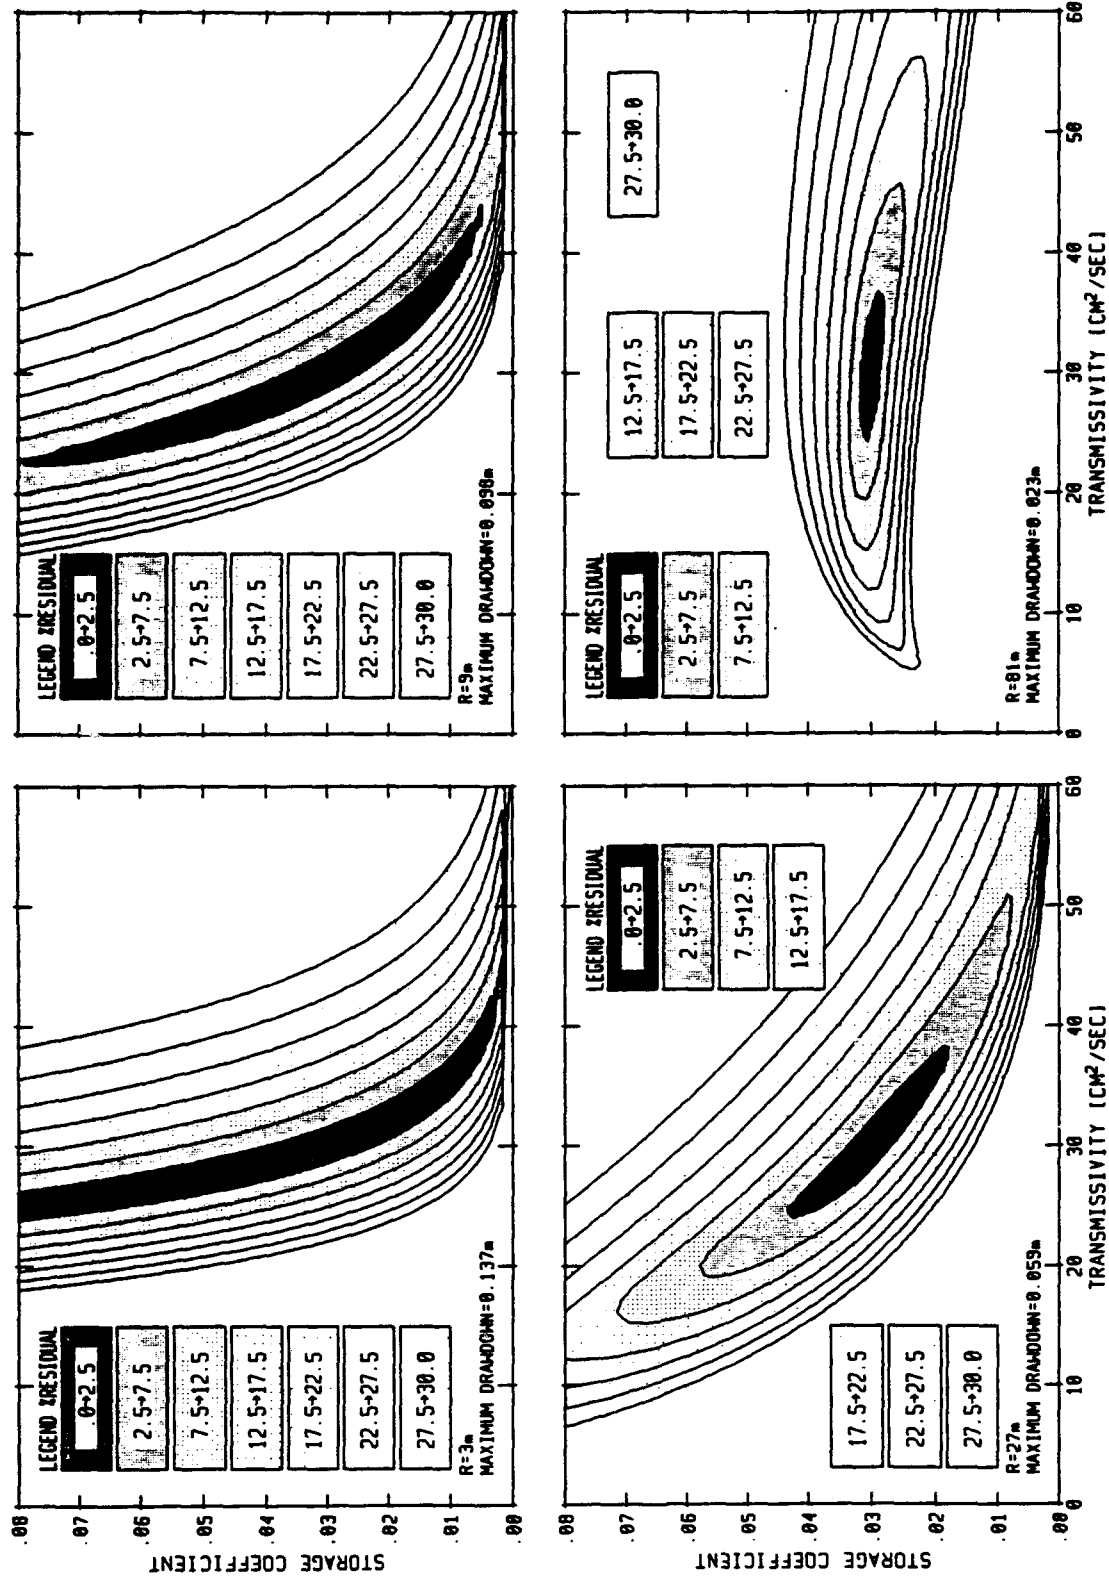 STORAGE COEFFICIENT
.08
.07
.06
.05
.04
.03
.02
.01
.00
LEGEND %RESIDUAL
.0→2.5
2.5→7.5
7.5→12.5
12.5→17.5
17.5→22.5
22.5→27.5
27.5→30.0
R=3m
MAXIMUM DRAWDOWN=0.137m
LEGEND %RESIDUAL
.0→2.5
2.5→7.5
7.5→12.5
12.5→17.5
17.5→22.5
22.5→27.5
27.5→30.0
R=9m
MAXIMUM DRAWDOWN=0.098m
STORAGE COEFFICIENT
.08
.07
.06
.05
.04
.03
.02
.01
.00
LEGEND %RESIDUAL
.0→2.5
2.5→7.5
7.5→12.5
12.5→17.5
17.5→22.5
22.5→27.5
27.5→30.0
R=27m
MAXIMUM DRAWDOWN=0.059m
0 10 20 30 40 50 60
TRANSMISSIVITY [CM²/SEC]
LEGEND %RESIDUAL
.0→2.5
2.5→7.5
7.5→12.5
12.5→17.5
17.5→22.5
22.5→27.5
27.5→30.0
R=81m
MAXIMUM DRAWDOWN=0.023m
0 10 20 30 40 50 60
TRANSMISSIVITY [CM²/SEC]